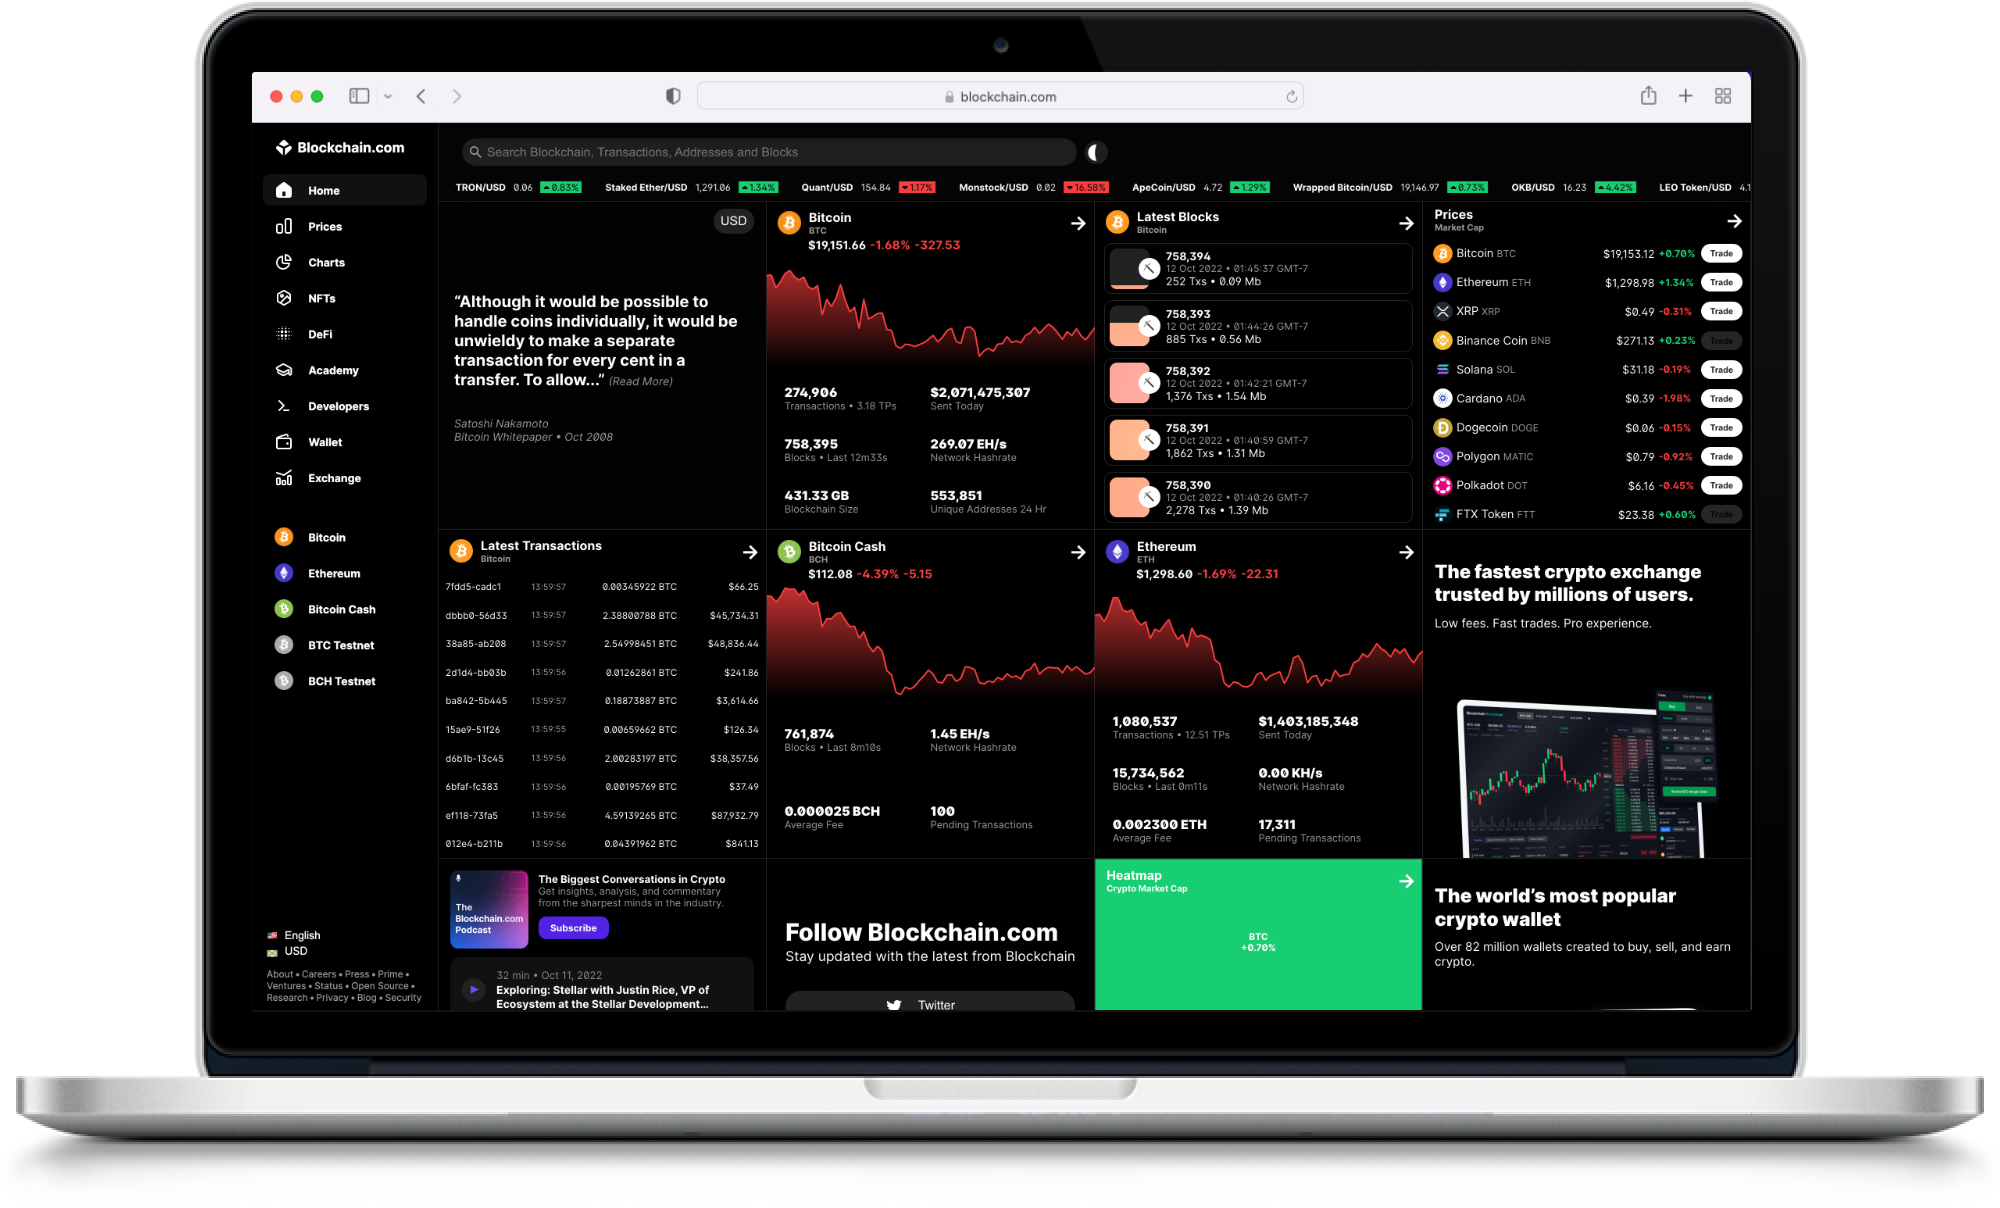 blockchain.com
Blockchain.com
Search Blockchain, Transactions, Addresses and Blocks
TRON/USD 0.06 0.83% Staked Ether/USD 1,291.06 1.34% Quant/USD 154.84 1.17% Monstock/USD 0.02 16.58% ApeCoin/USD 4.72 1.29% Wrapped Bitcoin/USD 19,146.97 0.73% OKB/USD 16.23 4.42% LEO Token/USD 4.1
Home
Prices
Charts
NFTs
DeFi
Academy
Developers
Wallet
Exchange
Bitcoin
Ethereum
Bitcoin Cash
BTC Testnet
BCH Testnet
English
USD
About • Careers • Press • Prime •
Ventures • Status • Open Source •
Research • Privacy • Blog • Security
USD
“Although it would be possible to
handle coins individually, it would be
unwieldy to make a separate
transaction for every cent in a
transfer. To allow...” (Read More)
Satoshi Nakamoto
Bitcoin Whitepaper • Oct 2008
Bitcoin
BTC
$19,151.66 -1.68% -327.53
274,906 $2,071,475,307
Transactions • 3.18 TPs Sent Today
758,395 269.07 EH/s
Blocks • Last 12m33s Network Hashrate
431.33 GB 553,851
Blockchain Size Unique Addresses 24 Hr
Latest Blocks
Bitcoin
758,394
12 Oct 2022 • 01:45:37 GMT-7
252 Txs • 0.09 Mb
758,393
12 Oct 2022 • 01:44:26 GMT-7
885 Txs • 0.56 Mb
758,392
12 Oct 2022 • 01:42:21 GMT-7
1,376 Txs • 1.54 Mb
758,391
12 Oct 2022 • 01:40:59 GMT-7
1,862 Txs • 1.31 Mb
758,390
12 Oct 2022 • 01:40:26 GMT-7
2,278 Txs • 1.39 Mb
Prices
Market Cap
Bitcoin BTC $19,153.12 +0.70% Trade
Ethereum ETH $1,298.98 +1.34% Trade
XRP XRP $0.49 -0.31% Trade
Binance Coin BNB $271.13 +0.23% Trade
Solana SOL $31.18 -0.19% Trade
Cardano ADA $0.39 -1.98% Trade
Dogecoin DOGE $0.06 -0.15% Trade
Polygon MATIC $0.79 -0.92% Trade
Polkadot DOT $6.16 -0.45% Trade
FTX Token FTT $23.38 +0.60% Trade
Latest Transactions
Bitcoin
7fdd5-cadc1 13:59:57 0.00345922 BTC $66.25
dbbb0-56d33 13:59:57 2.38800788 BTC $45,734.31
38a85-ab208 13:59:57 2.54998451 BTC $48,836.44
2d1d4-bb03b 13:59:56 0.01262861 BTC $241.86
ba842-5b445 13:59:57 0.18873887 BTC $3,614.66
15ae9-51f26 13:59:55 0.00659662 BTC $126.34
d6b1b-13c45 13:59:56 2.00283197 BTC $38,357.56
6bfaf-fc383 13:59:56 0.00195769 BTC $37.49
ef118-73fa5 13:59:56 4.59139265 BTC $87,932.79
012e4-b211b 13:59:56 0.04391962 BTC $841.13
Bitcoin Cash
BCH
$112.08 -4.39% -5.15
761,874 1.45 EH/s
Blocks • Last 8m10s Network Hashrate
0.000025 BCH 100
Average Fee Pending Transactions
Ethereum
ETH
$1,298.60 -1.69% -22.31
1,080,537 $1,403,185,348
Transactions • 12.51 TPs Sent Today
15,734,562 0.00 KH/s
Blocks • Last 0m11s Network Hashrate
0.002300 ETH 17,311
Average Fee Pending Transactions
The fastest crypto exchange
trusted by millions of users.
Low fees. Fast trades. Pro experience.
Buy
Sell
The
Blockchain.com
Podcast
The Biggest Conversations in Crypto
Get insights, analysis, and commentary
from the sharpest minds in the industry.
Subscribe
32 min • Oct 11, 2022
Exploring: Stellar with Justin Rice, VP of
Ecosystem at the Stellar Development...
Follow Blockchain.com
Stay updated with the latest from Blockchain
Twitter
Heatmap
Crypto Market Cap
BTC
+0.70%
The world’s most popular
crypto wallet
Over 82 million wallets created to buy, sell, and earn
crypto.